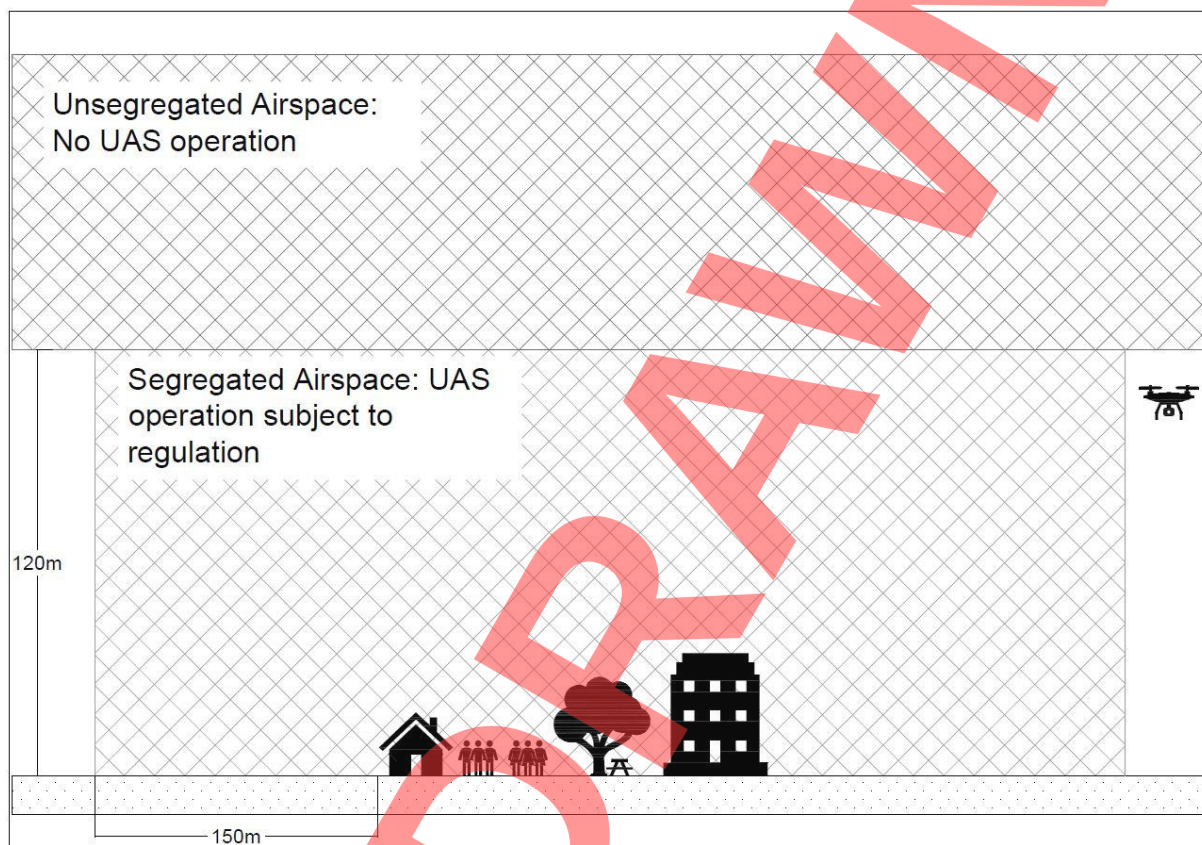 Unsegregated Airspace:
No UAS operation
Segregated Airspace: UAS
operation subject to
regulation
120m
150m
DRAW